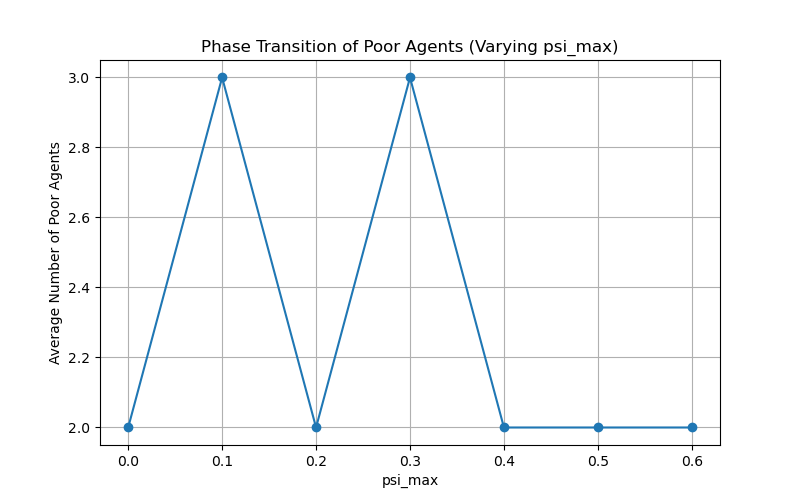 Phase Transition of Poor Agents (Varying psi_max)
Average Number of Poor Agents
3.0
2.8
2.6
2.4
2.2
2.0
0.0 0.1 0.2 0.3 0.4 0.5 0.6
psi_max